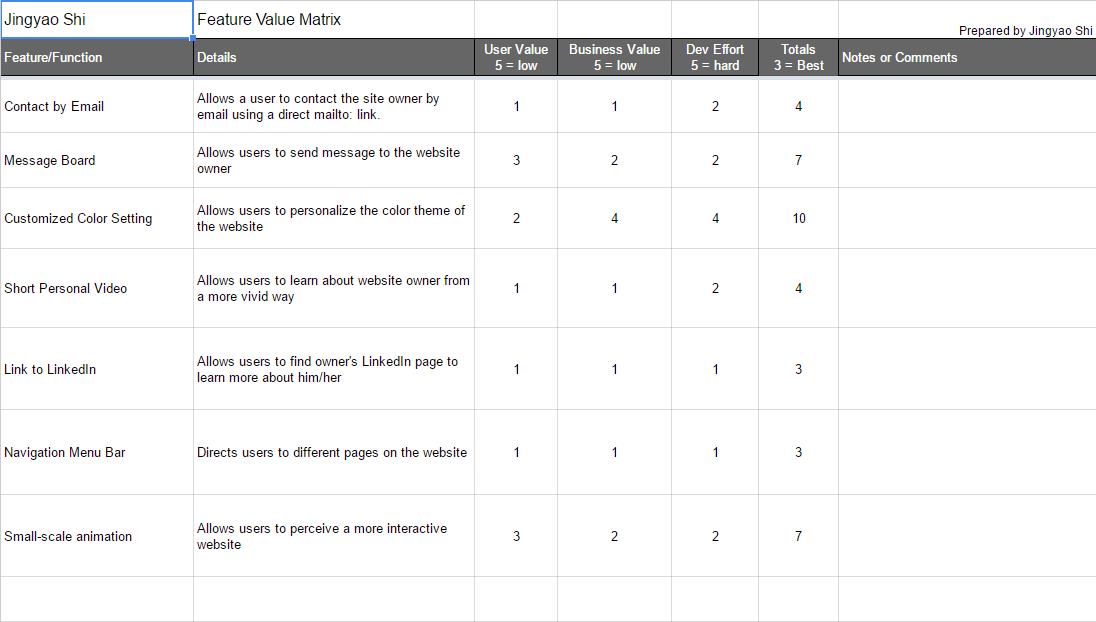 Jingyao Shi Feature Value Matrix
Prepared by Jingyao Shi
Feature/Function Details User Value Business Value Dev Effort Totals Notes or Comments
5 = low 5 = low 5 = hard 3 = Best
Contact by Email Allows a user to contact the site owner by 1 1 2 4
email using a direct mailto: link.
Message Board Allows users to send message to the website 3 2 2 7
owner
Customized Color Setting Allows users to personalize the color theme of 2 4 4 10
the website
Short Personal Video Allows users to learn about website owner from 1 1 2 4
a more vivid way
Link to LinkedIn Allows users to find owner's LinkedIn page to 1 1 1 3
learn more about him/her
Navigation Menu Bar Directs users to different pages on the website 1 1 1 3
Small-scale animation Allows users to perceive a more interactive 3 2 2 7
website